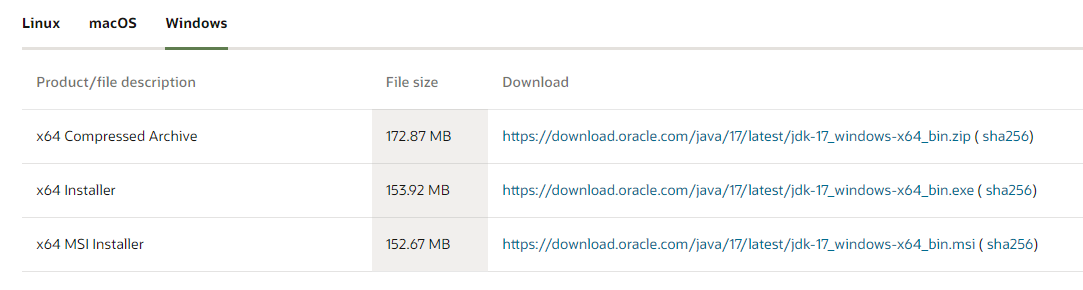 Linux macOS Windows
Product/file description File size Download
x64 Compressed Archive 172.87 MB https://download.oracle.com/java/17/latest/jdk-17_windows-x64_bin.zip ( sha256)
x64 Installer 153.92 MB https://download.oracle.com/java/17/latest/jdk-17_windows-x64_bin.exe ( sha256)
x64 MSI Installer 152.67 MB https://download.oracle.com/java/17/latest/jdk-17_windows-x64_bin.msi ( sha256)